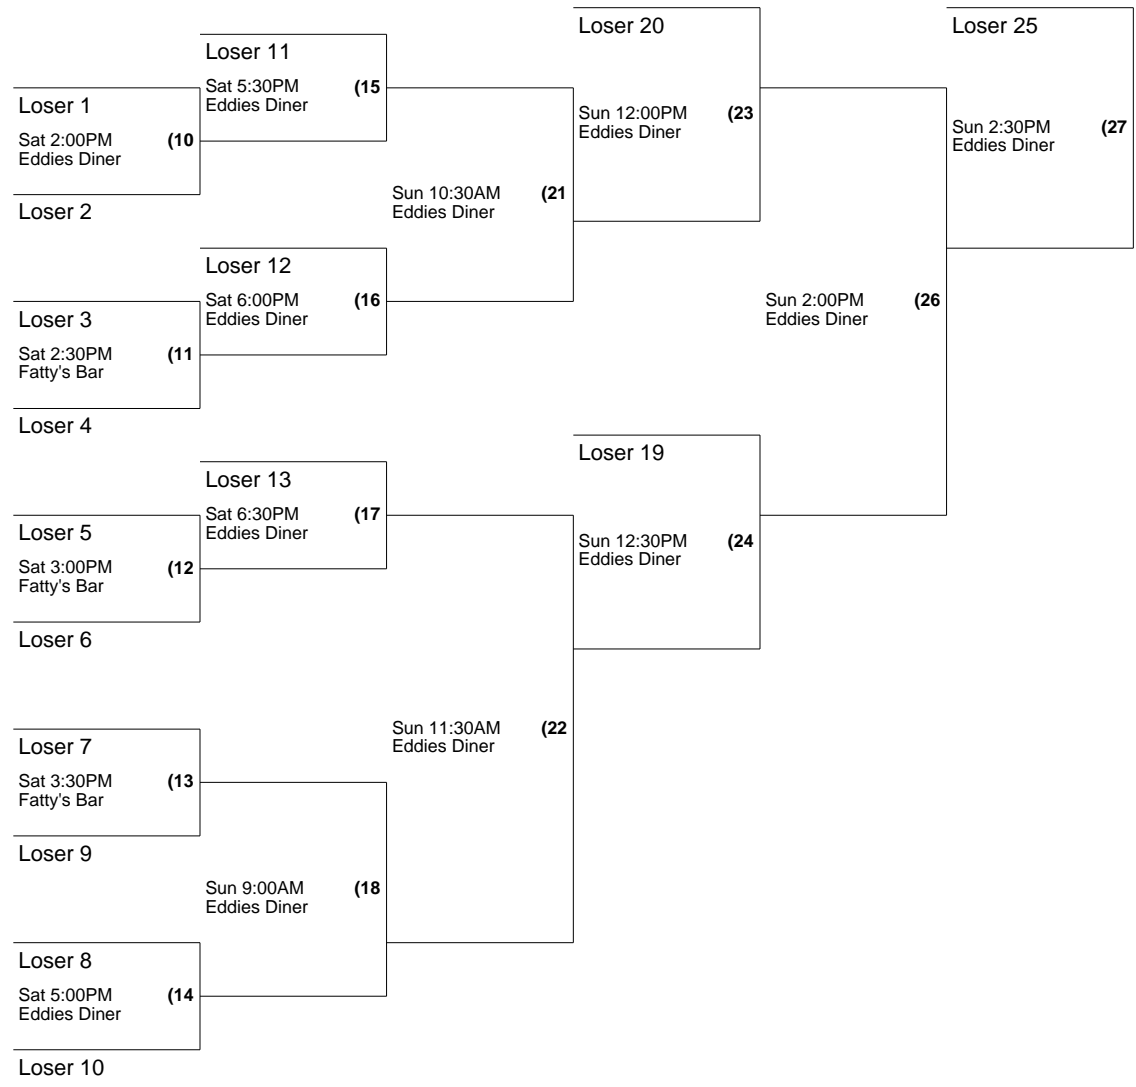 Loser 20
Loser 25
Loser 11
Sat 5:30PM (15
Eddies Diner
Loser 1
Sat 2:00PM (10
Eddies Diner
Loser 2
Sun 12:00PM (23
Eddies Diner
Sun 2:30PM (27
Eddies Diner
Sun 10:30AM (21
Eddies Diner
Loser 12
Sat 6:00PM (16
Eddies Diner
Loser 3
Sat 2:30PM (11
Fatty's Bar
Loser 4
Sun 2:00PM (26
Eddies Diner
Loser 19
Loser 13
Sat 6:30PM (17
Eddies Diner
Loser 5
Sat 3:00PM (12
Fatty's Bar
Loser 6
Sun 12:30PM (24
Eddies Diner
Sun 11:30AM (22
Eddies Diner
Loser 7
Sat 3:30PM (13
Fatty's Bar
Loser 9
Sun 9:00AM (18
Eddies Diner
Loser 8
Sat 5:00PM (14
Eddies Diner
Loser 10